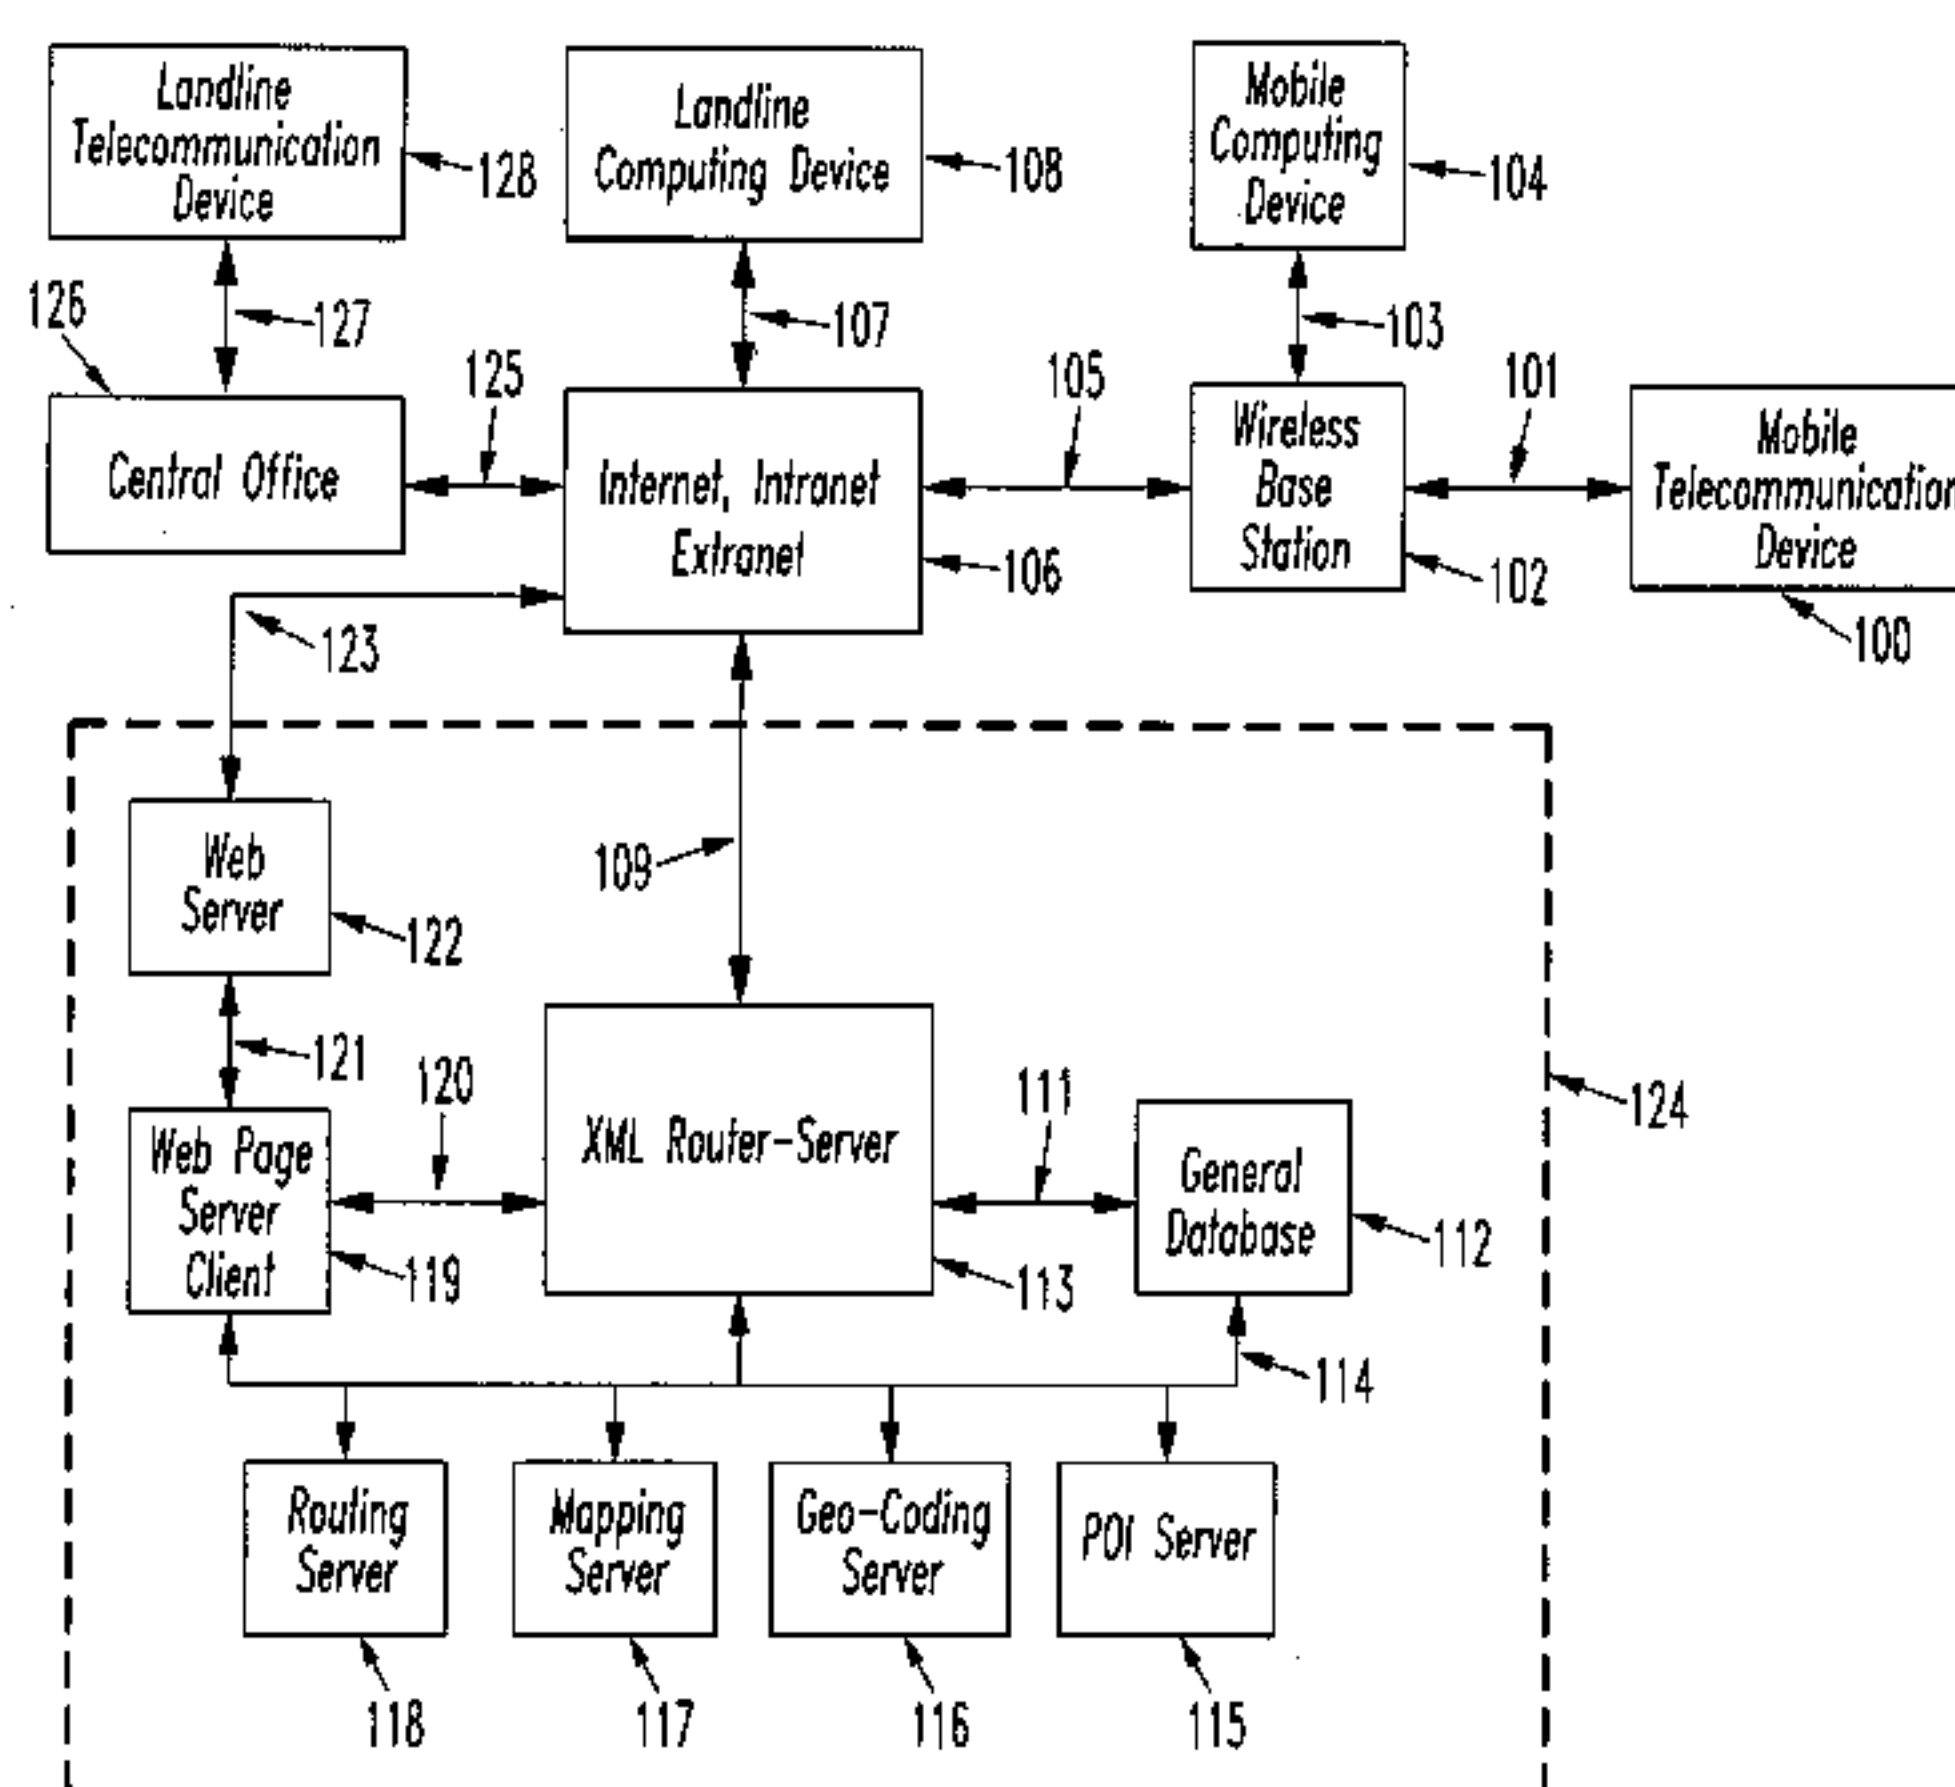 Landline
Telecommunication
Device
128
Landline
Computing Device
108
Mobile
Computing
Device
104
126
127
107
103
125
105
101
Central Office
Internet, Intranet
Extranet
106
Wireless
Base
Station
102
Mobile
Telecommunication
Device
100
123
109
Web
Server
122
121
120
111
124
Web Page
Server
Client
119
XML Router-Server
113
General
Database
112
114
Routing
Server
Mapping
Server
Geo-Coding
Server
POI Server
118
117
116
115